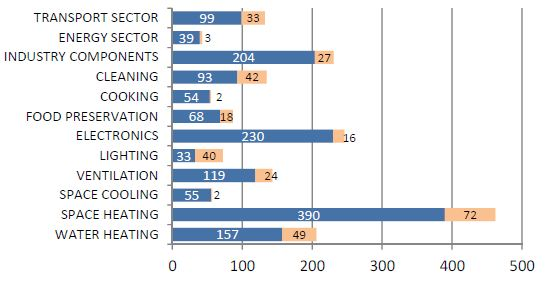 TRANSPORT SECTOR 99 33
ENERGY SECTOR 39 3
INDUSTRY COMPONENTS 204 27
CLEANING 93 42
COOKING 54 2
FOOD PRESERVATION 68 18
ELECTRONICS 230 16
LIGHTING 33 40
VENTILATION 119 24
SPACE COOLING 55 2
SPACE HEATING 390 72
WATER HEATING 157 49
0 100 200 300 400 500